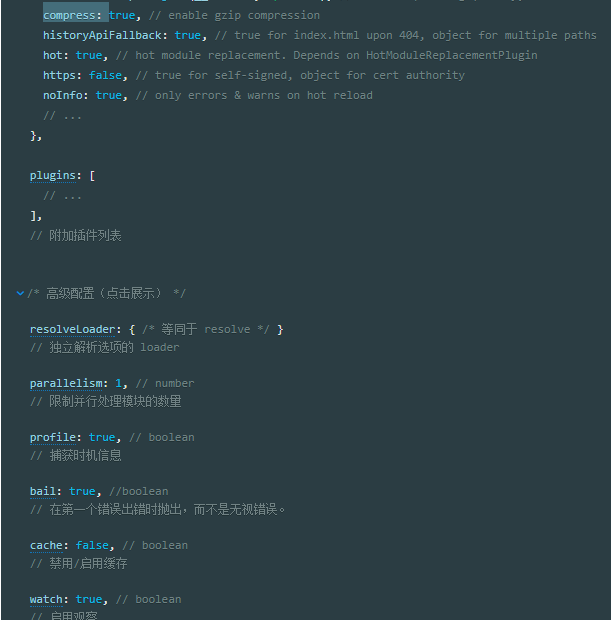 compress: true, // enable gzip compression
historyApiFallback: true, // true for index.html upon 404, object for multiple paths
hot: true, // hot module replacement. Depends on HotModuleReplacementPlugin
https: false, // true for self-signed, object for cert authority
noInfo: true, // only errors & warns on hot reload
// ...
},
plugins: [
// ...
],
// 附加插件列表
/* 高级配置（点击展示） */
resolveLoader: { /* 等同于 resolve */ }
// 独立解析选项的 loader
parallelism: 1, // number
// 限制并行处理模块的数量
profile: true, // boolean
// 捕获时机信息
bail: true, //boolean
// 在第一个错误出错时抛出，而不是无视错误。
cache: false, // boolean
// 禁用/启用缓存
watch: true, // boolean
// 启用观察